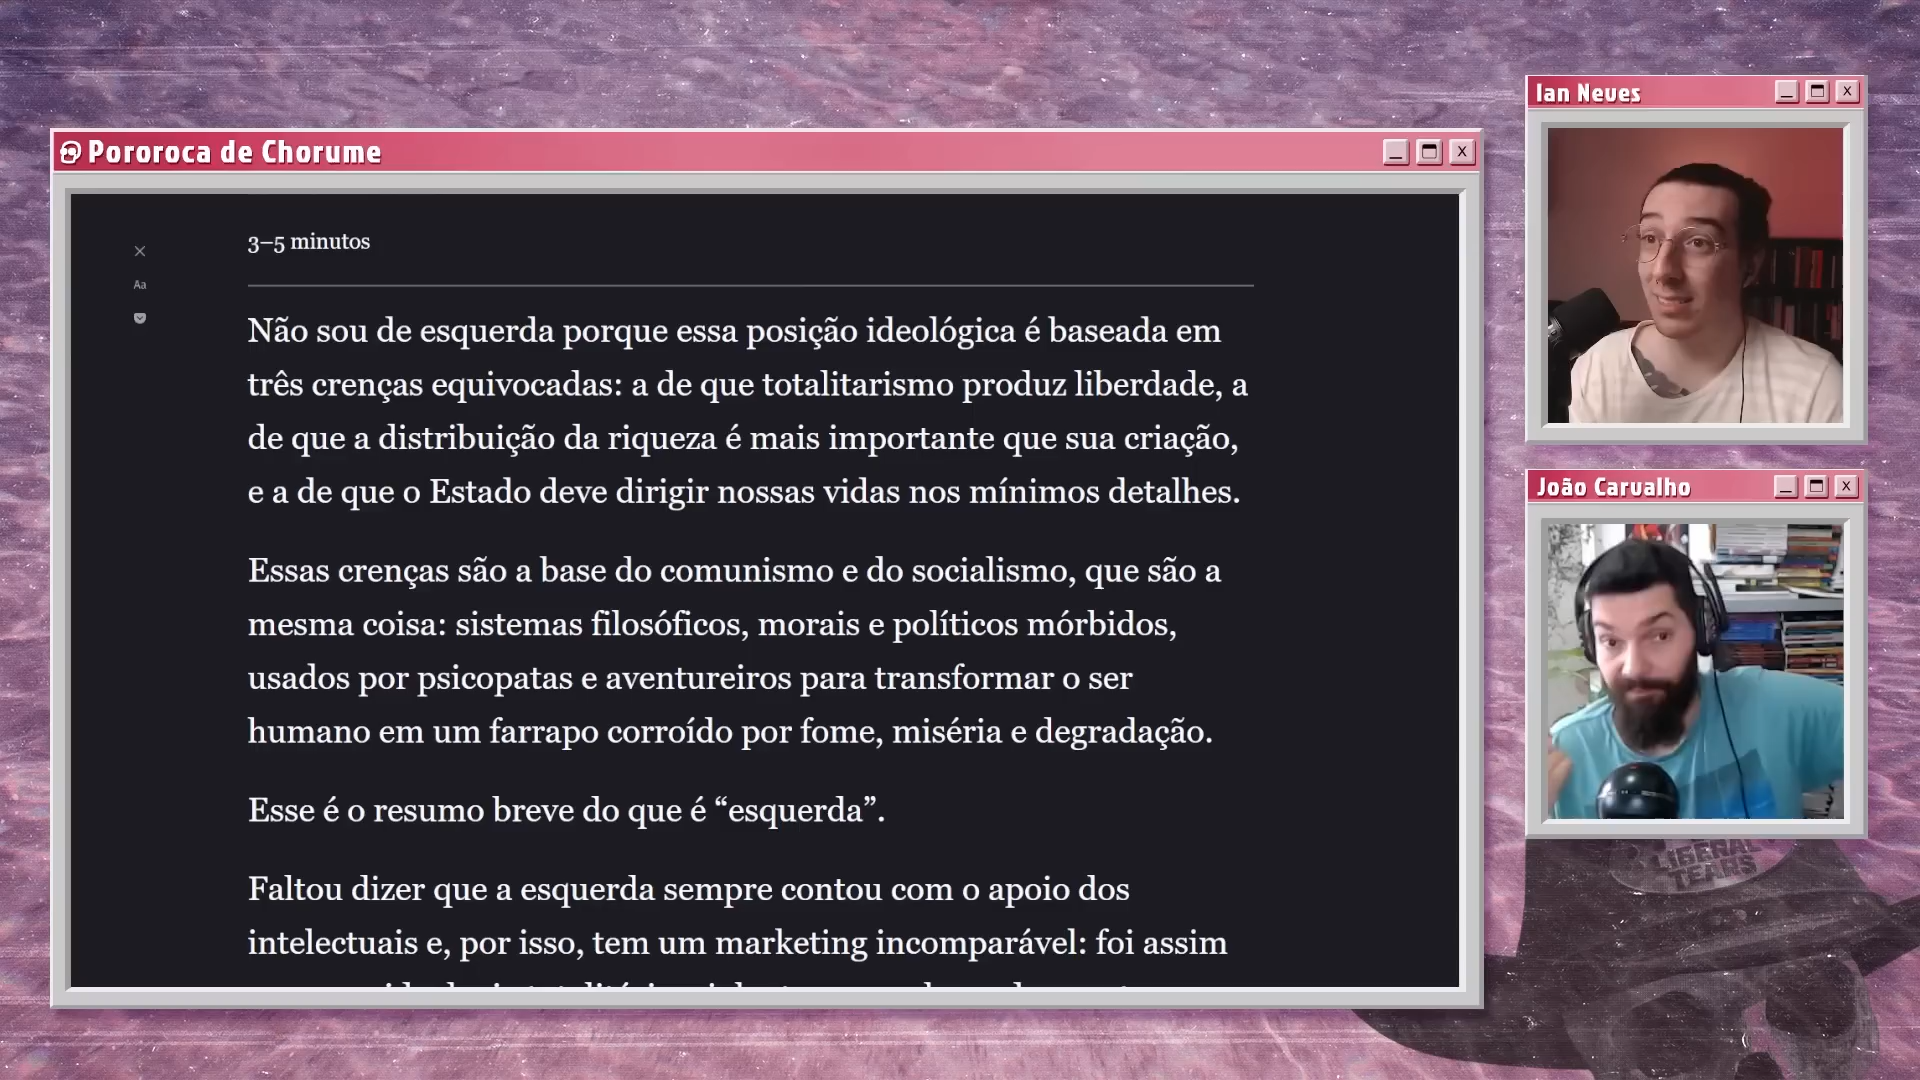 Pororoca de Chorume
3–5 minutos
Aa
Não sou de esquerda porque essa posição ideológica é baseada em
três crenças equivocadas: a de que totalitarismo produz liberdade, a
de que a distribuição da riqueza é mais importante que sua criação,
e a de que o Estado deve dirigir nossas vidas nos mínimos detalhes.
Essas crenças são a base do comunismo e do socialismo, que são a
mesma coisa: sistemas filosóficos, morais e políticos mórbidos,
usados por psicopatas e aventureiros para transformar o ser
humano em um farrapo corroído por fome, miséria e degradação.
Esse é o resumo breve do que é “esquerda”.
Faltou dizer que a esquerda sempre contou com o apoio dos
intelectuais e, por isso, tem um marketing incomparável: foi assim
Ian Neves
João Carvalho
LIBERAL
TEARS